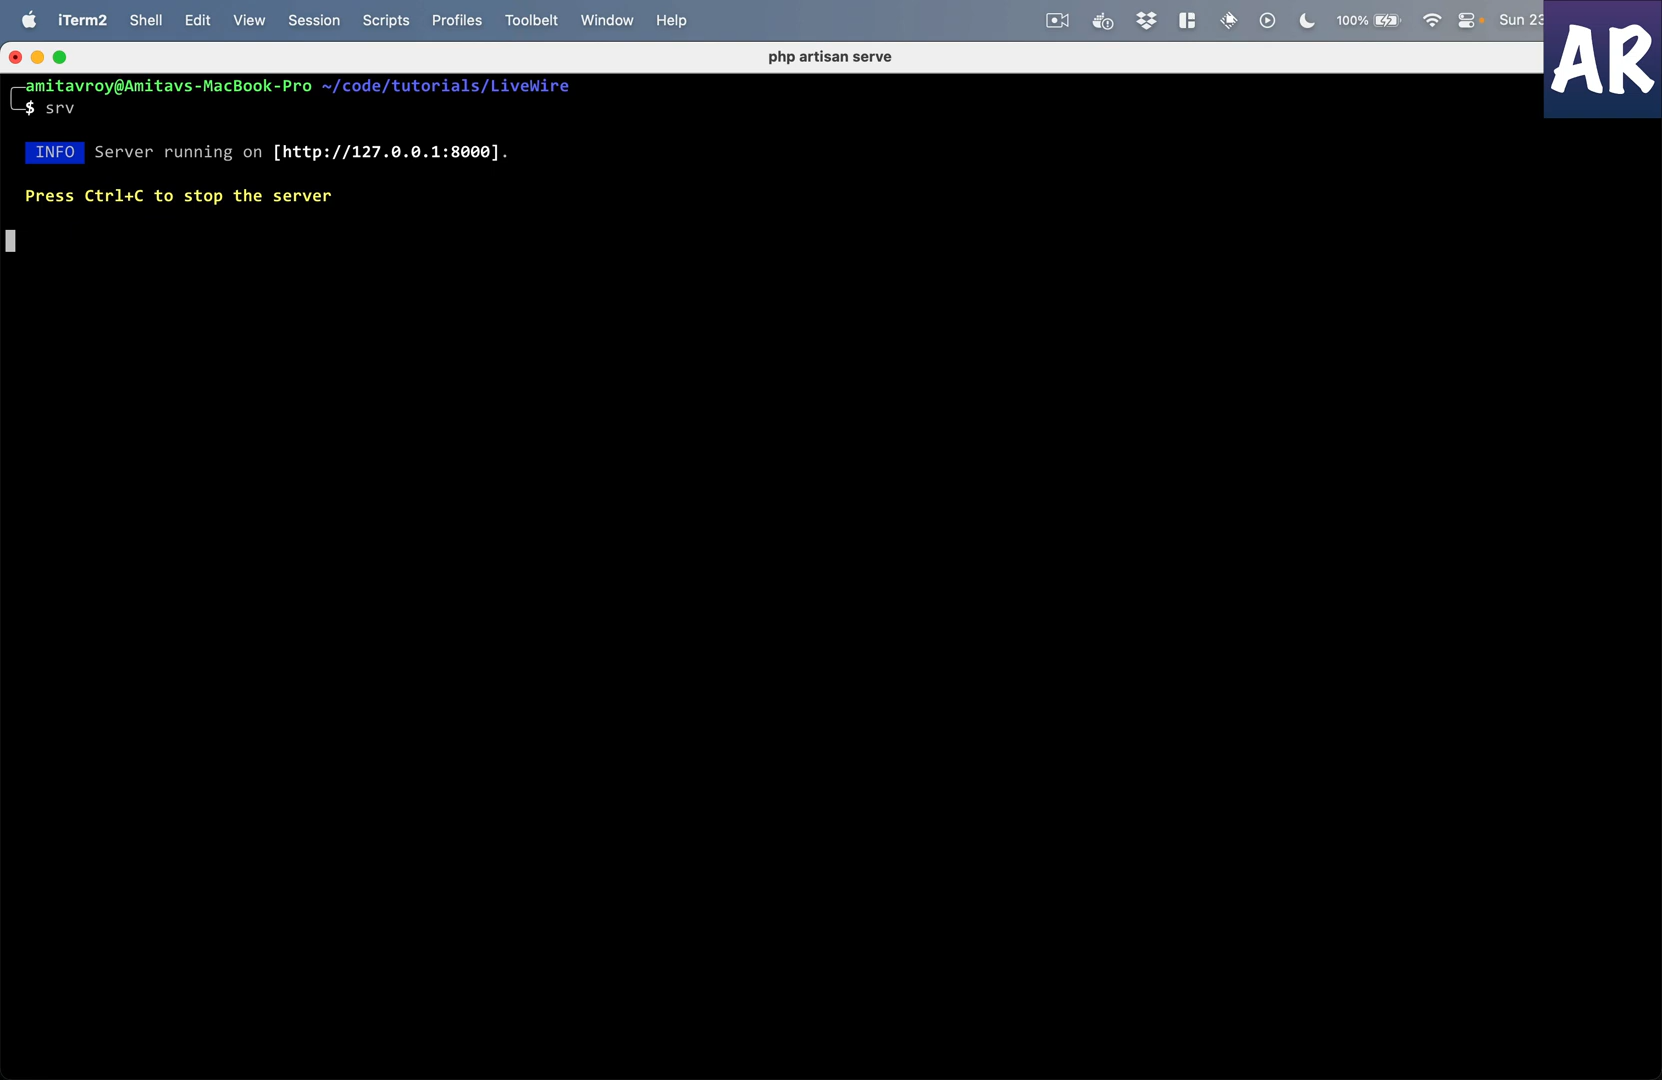 iTerm2 Shell Edit View Session Scripts Profiles Toolbelt Window Help 100% Sun 23
php artisan serve
AR
amitavroy@Amitavs-MacBook-Pro ~/code/tutorials/LiveWire
$ srv
INFO Server running on [http://127.0.0.1:8000].
Press Ctrl+C to stop the server